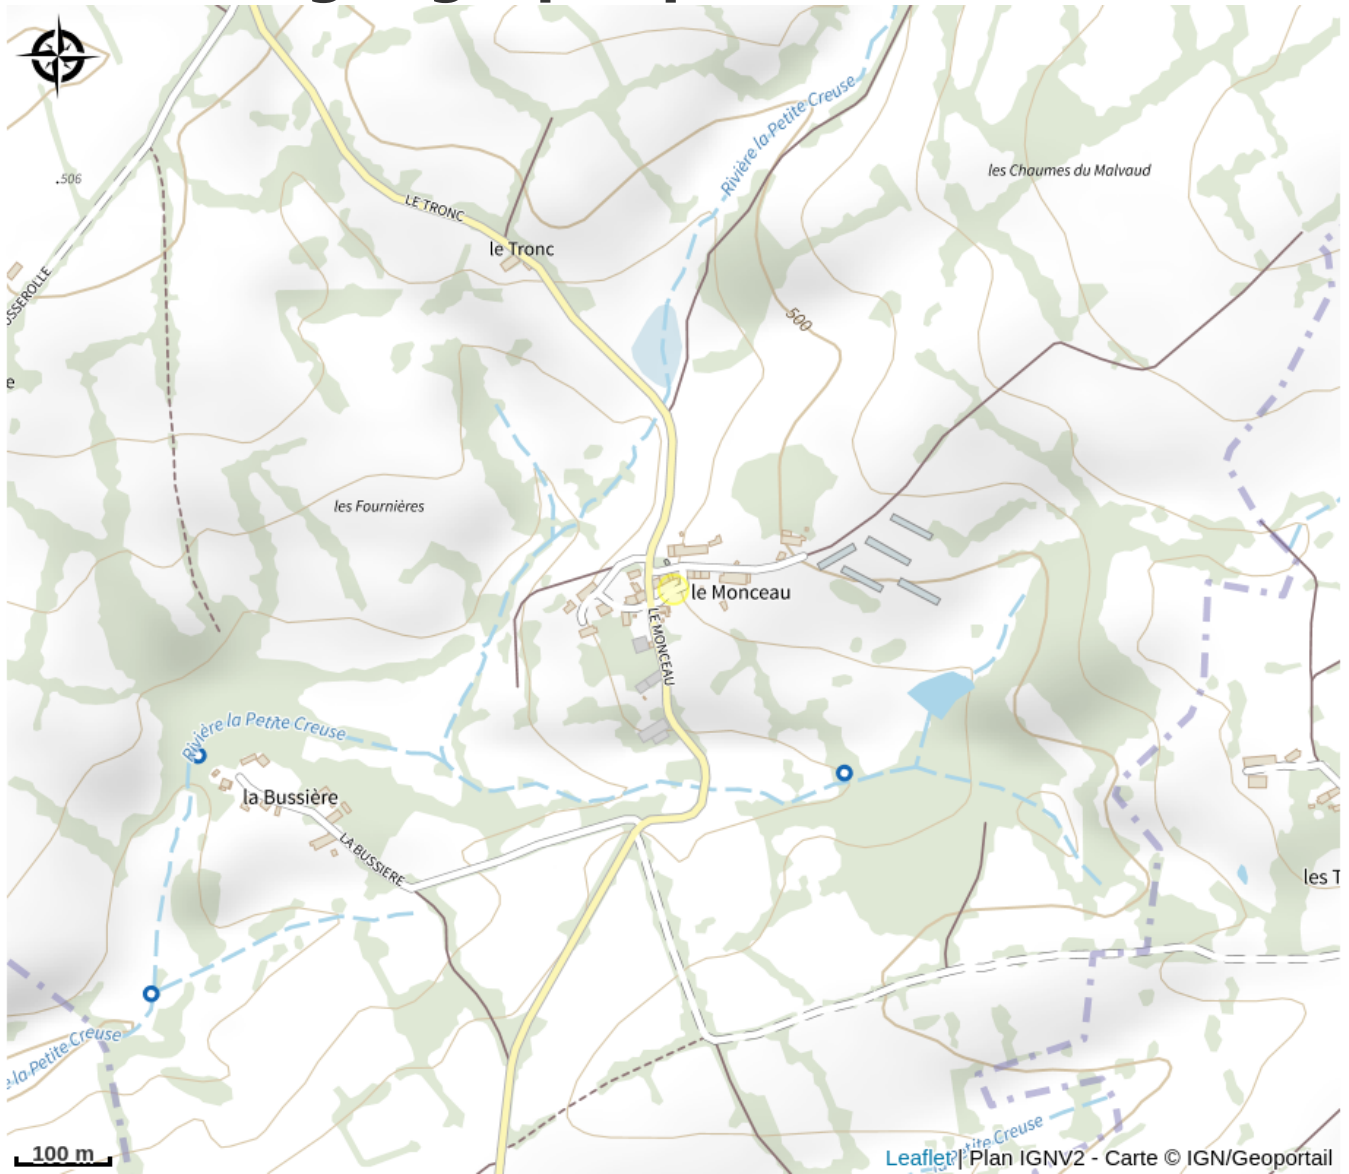 Rivière la Petite Creuse
les Chaumes du Malvaud
.506
LE TRONC
le Tronc
500
e
les Fournières
le Monceau
LE MONCEAU
Rivière la Petite Creuse
la Bussière
LA BUSSIERE
les T
la Petite Creuse
Petite Creuse
100 m
Leaflet | Plan IGNV2 - Carte © IGN/Geoportail